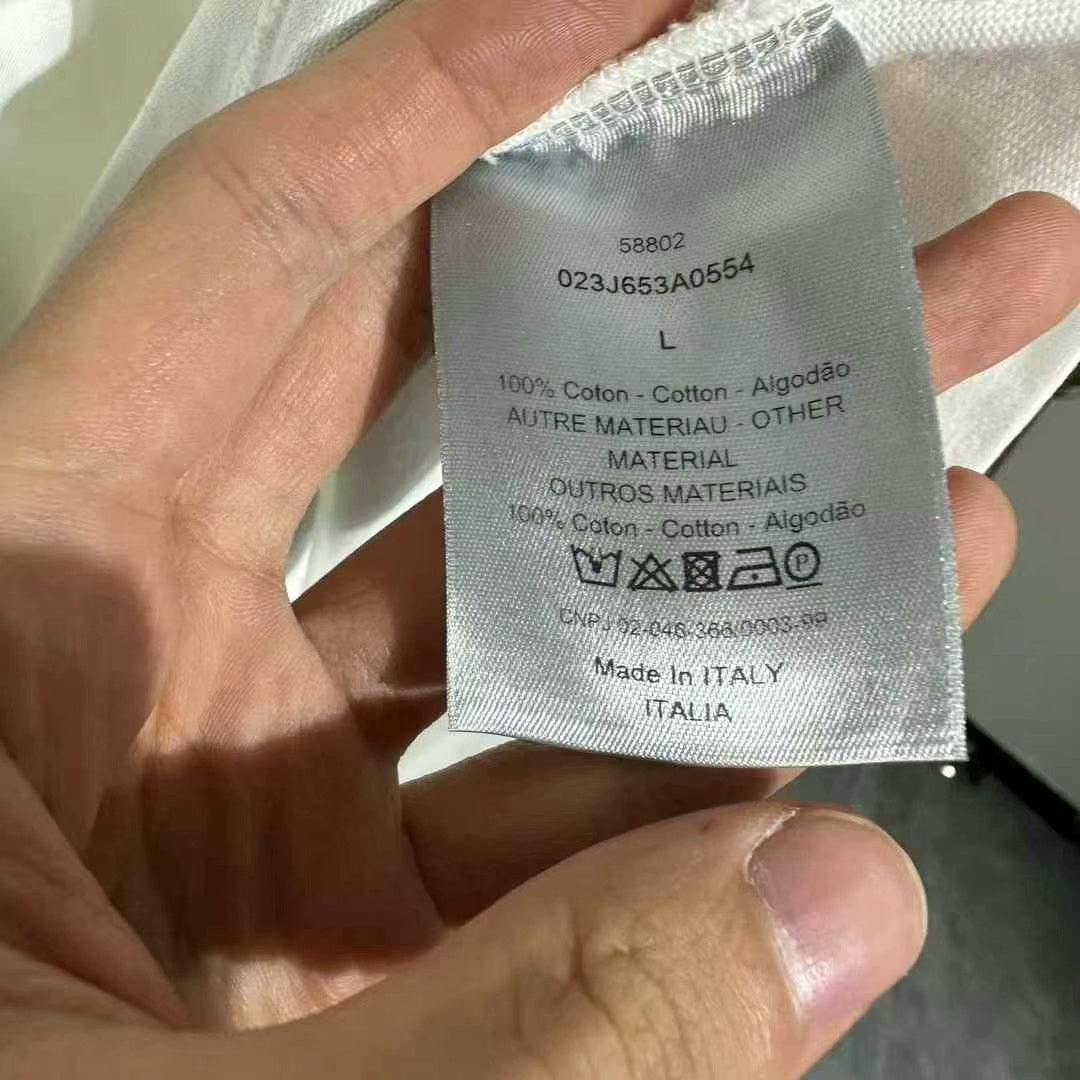 58802
023J653A0554
L
100% Coton - Cotton - Algodão
AUTRE MATERIAU - OTHER
MATERIAL
OUTROS MATERIAIS
100% Coton - Cotton - Algodão
P
CNPJ 02-046-366/0003-99
Made In ITALY
ITALIA